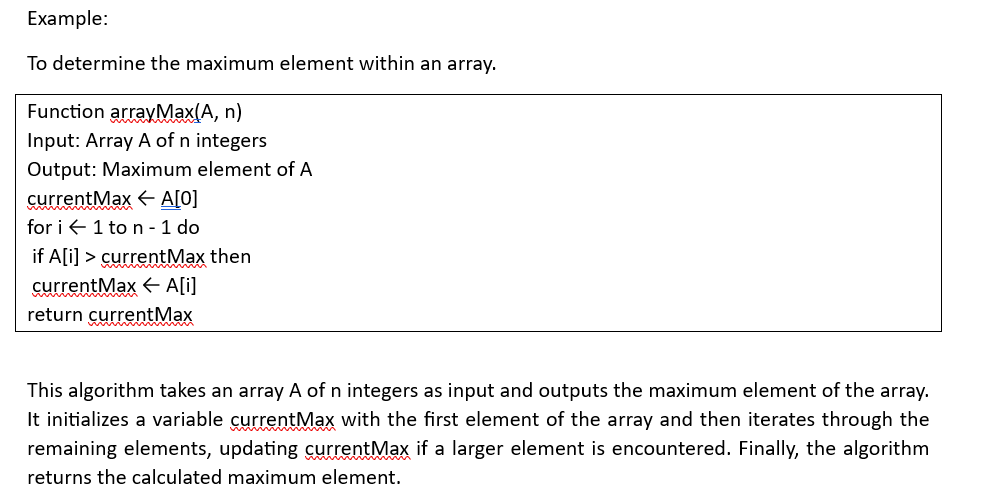 Example:
To determine the maximum element within an array.
Function arrayMax(A, n)
Input: Array A of n integers
Output: Maximum element of A
currentMax ← A[0]
for i ← 1 to n - 1 do
if A[i] > currentMax then
currentMax ← A[i]
return currentMax
This algorithm takes an array A of n integers as input and outputs the maximum element of the array.
It initializes a variable currentMax with the first element of the array and then iterates through the
remaining elements, updating currentMax if a larger element is encountered. Finally, the algorithm
returns the calculated maximum element.